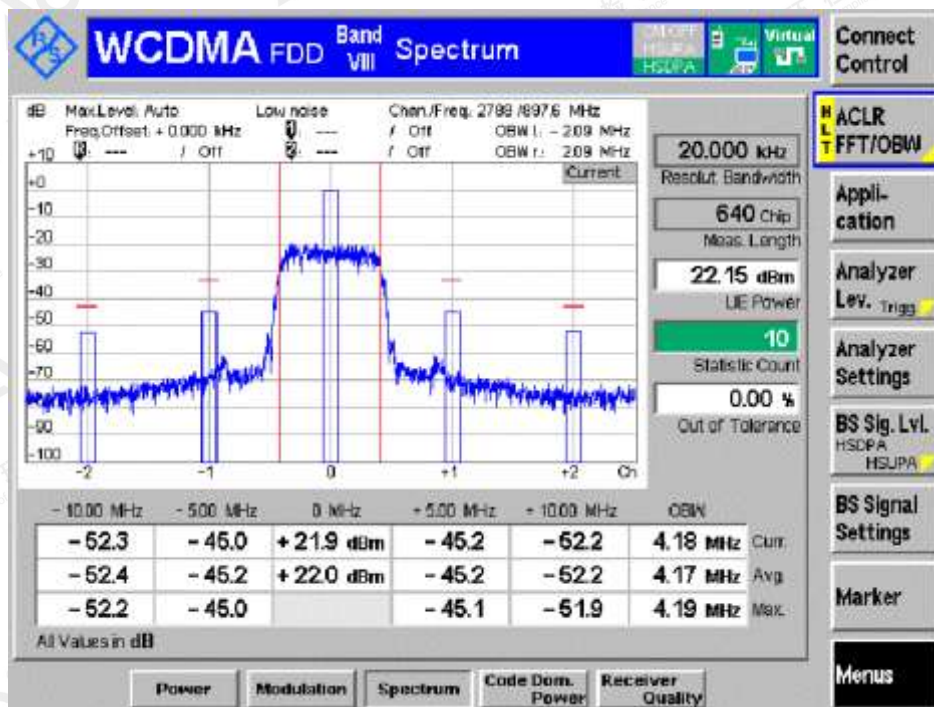 WCDMA FDD Band VIII Spectrum
HSDPA
Virtual
Connect Control
dB Max.Level: Auto Low noise Chan./Freq.: 2788 /897.6 MHz
Freq.Offset: + 0.000 kHz 1: --- / Off OBW l.: - 2.09 MHz
R: --- / Off 2: --- / Off OBW r.: 2.09 MHz
Current
+10
+0
-10
-20
-30
-40
-50
-60
-70
-90
-100
-2 -1 0 +1 +2 Ch
20.000 kHz
Resolut. Bandwidth
640 Chip
Meas. Length
22.15 dBm
UE Power
10
Statistic Count
0.00 %
Out of Tolerance
- 10.00 MHz - 5.00 MHz 0 MHz + 5.00 MHz + 10.00 MHz OBW
- 52.3 - 45.0 + 21.9 dBm - 45.2 - 52.2 4.18 MHz Curr.
- 52.4 - 45.2 + 22.0 dBm - 45.2 - 52.2 4.17 MHz Avg.
- 52.2 - 45.0 - 45.1 - 51.9 4.19 MHz Max.
All Values in dB
Power Modulation Spectrum Code Dom. Power Receiver Quality
H L T
ACLR
FFT/OBW
Appli-
cation
Analyzer
Lev. Trigg.
Analyzer
Settings
BS Sig. Lvl.
HSDPA
HSUPA
BS Signal
Settings
Marker
Menus